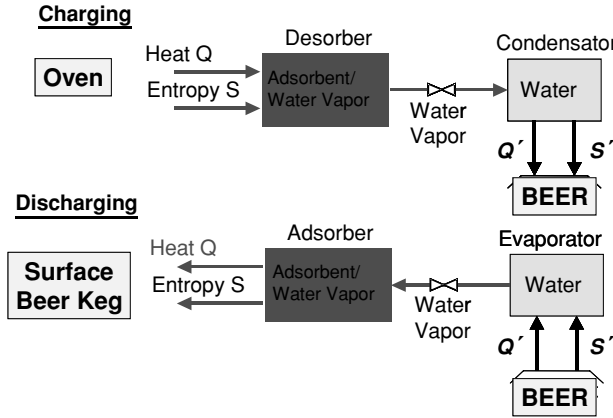 Charging
Desorber
Condensator
Heat Q
Oven
Entropy S
Adsorbent/
Water Vapor
Water
Water
Vapor
Q´
S´
BEER
Discharging
Adsorber
Evaporator
Heat Q
Surface
Beer Keg
Entropy S
Adsorbent/
Water Vapor
Water
Water
Vapor
Q´
S´
BEER